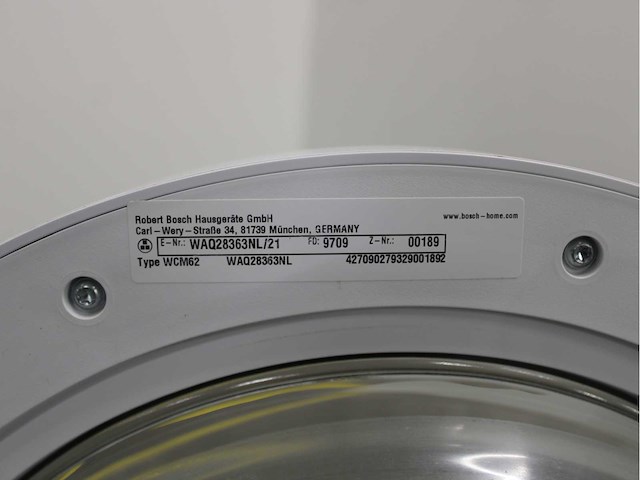 Robert Bosch Hausgeräte GmbH www.bosch-home.com
Carl-Wery-Straße 34, 81739 München, GERMANY
E-Nr.: WAQ28363NL/21 FD: 9709 Z-Nr.: 00189
Type WCM62 WAQ28363NL 427090279329001892